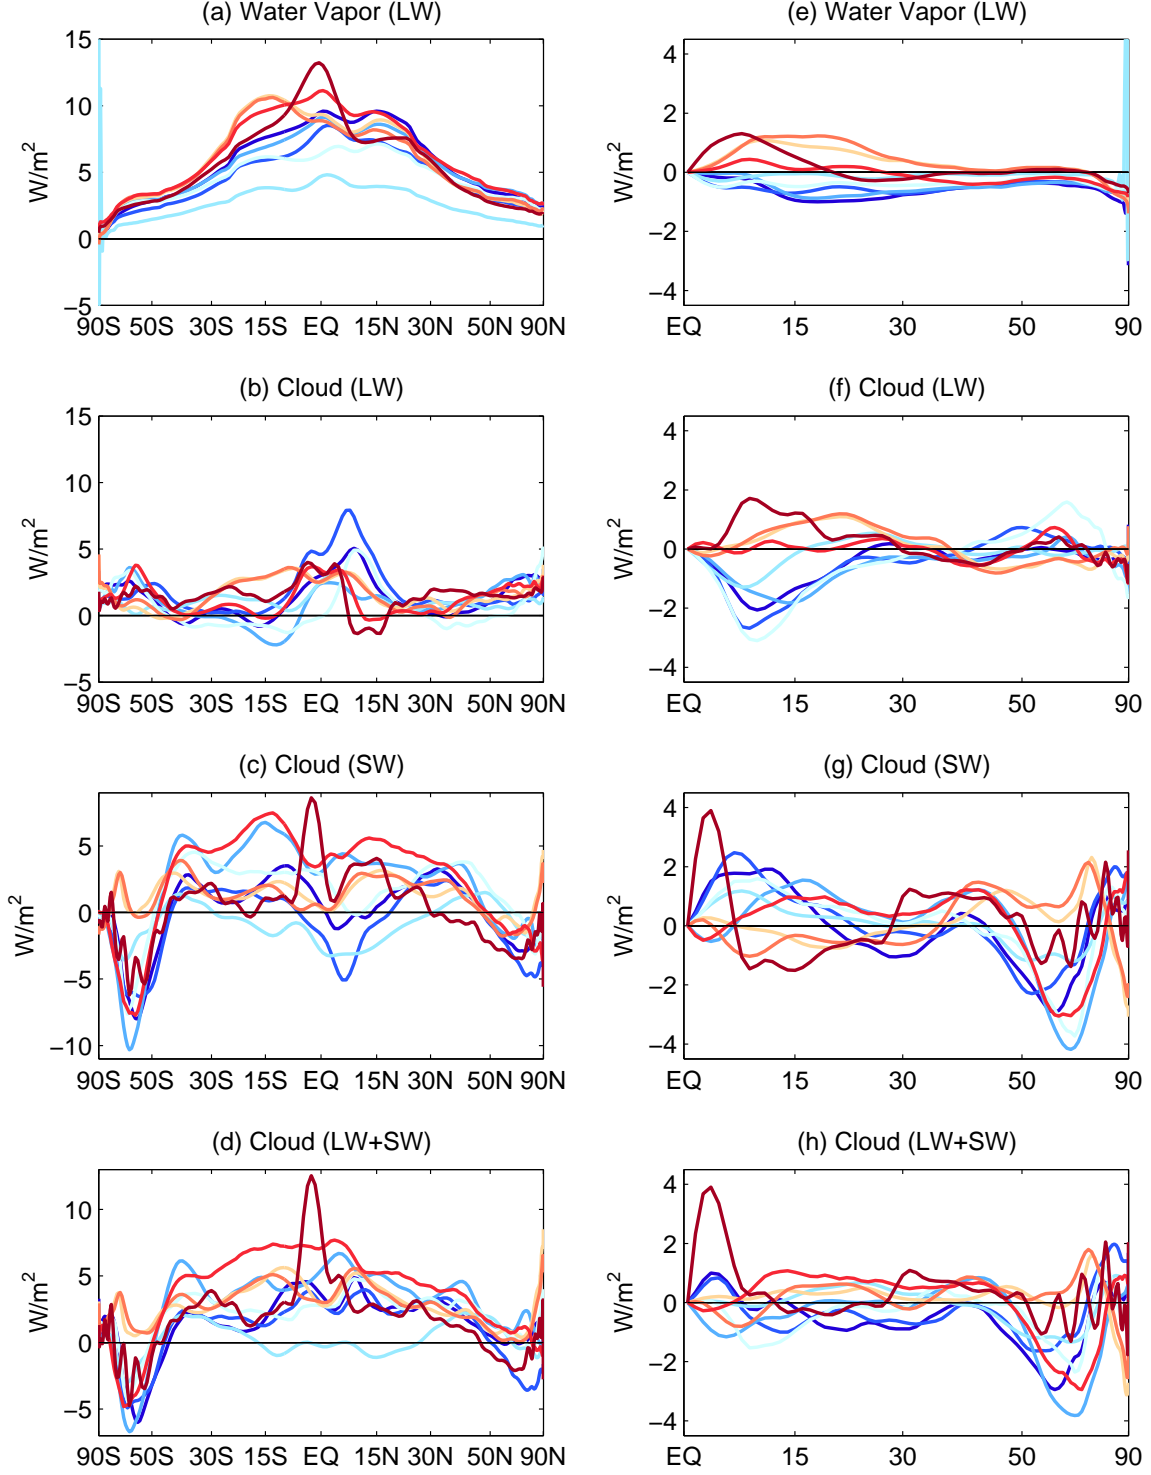 (a) Water Vapor (LW)
W/m²
15
10
5
0
−5
90S 50S 30S 15S EQ 15N 30N 50N 90N
(e) Water Vapor (LW)
W/m²
4
2
0
−2
−4
EQ 15 30 50 90
(b) Cloud (LW)
W/m²
15
10
5
0
−5
90S 50S 30S 15S EQ 15N 30N 50N 90N
(f) Cloud (LW)
W/m²
4
2
0
−2
−4
EQ 15 30 50 90
(c) Cloud (SW)
W/m²
5
0
−5
−10
90S 50S 30S 15S EQ 15N 30N 50N 90N
(g) Cloud (SW)
W/m²
4
2
0
−2
−4
EQ 15 30 50 90
(d) Cloud (LW+SW)
W/m²
10
5
0
−5
90S 50S 30S 15S EQ 15N 30N 50N 90N
(h) Cloud (LW+SW)
W/m²
4
2
0
−2
−4
EQ 15 30 50 90